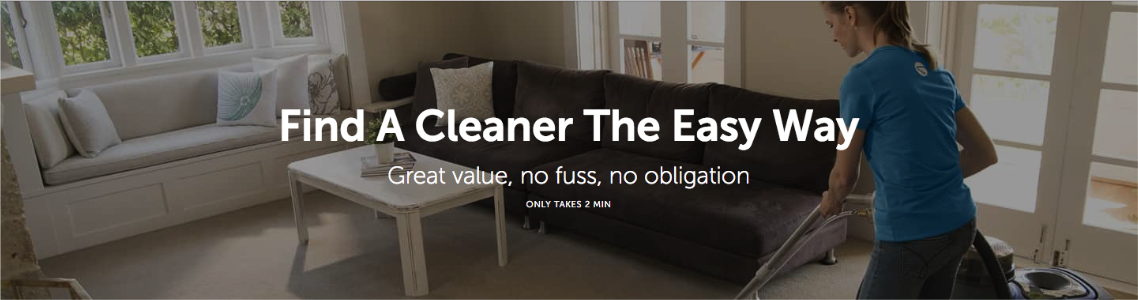 Find A Cleaner The Easy Way
Great value, no fuss, no obligation
ONLY TAKES 2 MIN